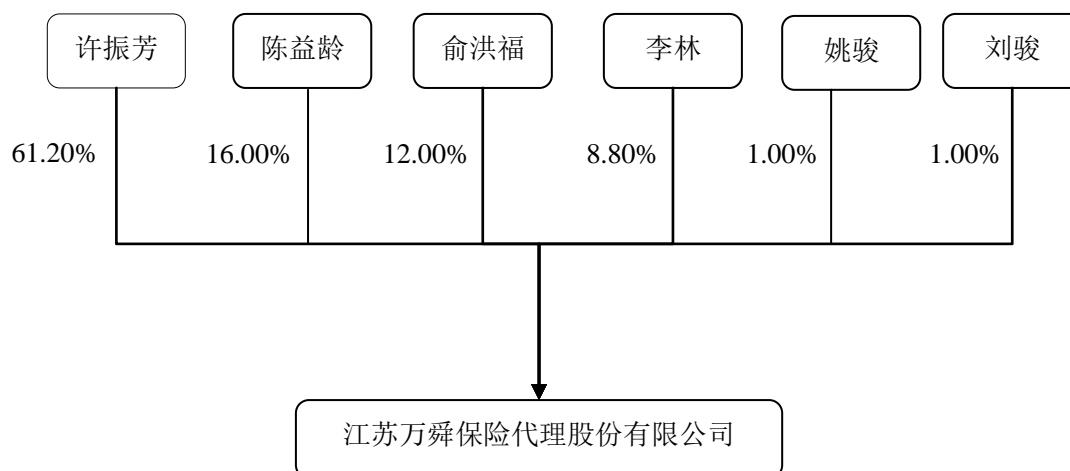 许振芳 陈益龄 俞洪福 李林 姚骏 刘骏
61.20% 16.00% 12.00% 8.80% 1.00% 1.00%
江苏万舜保险代理股份有限公司